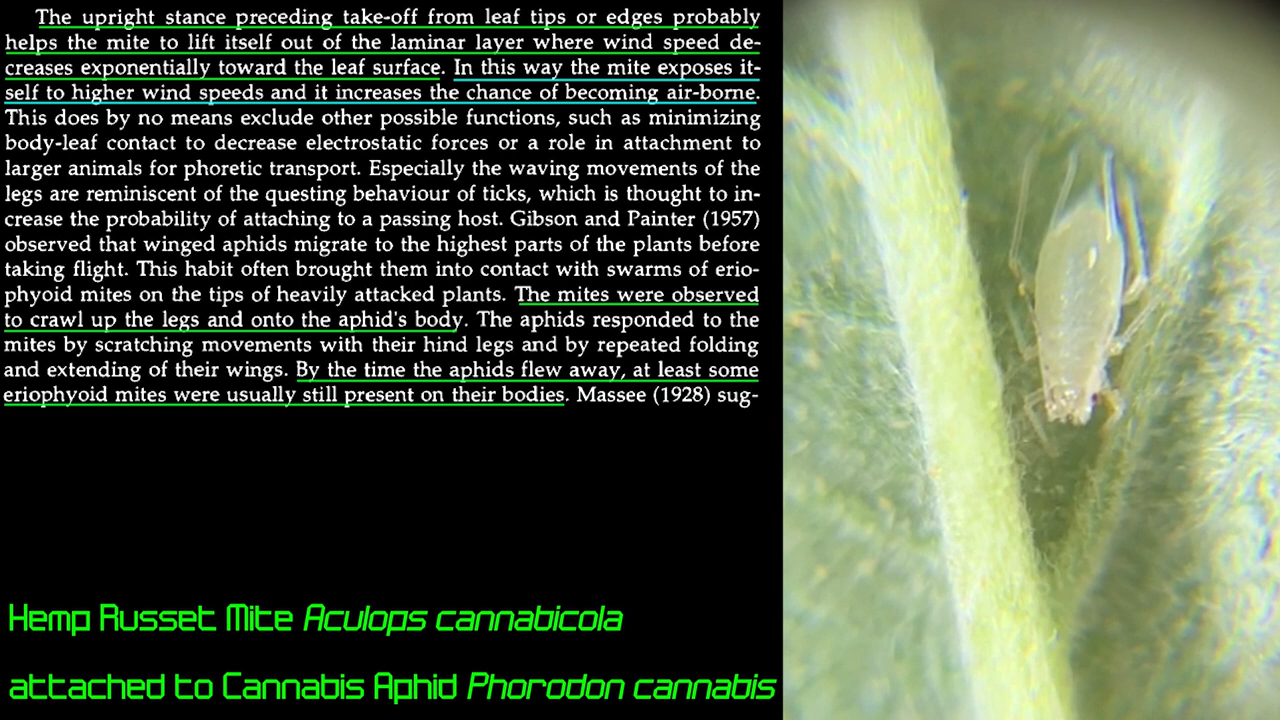 The upright stance preceding take-off from leaf tips or edges probably
helps the mite to lift itself out of the laminar layer where wind speed de-
creases exponentially toward the leaf surface. In this way the mite exposes it-
self to higher wind speeds and it increases the chance of becoming air-borne.
This does by no means exclude other possible functions, such as minimizing
body-leaf contact to decrease electrostatic forces or a role in attachment to
larger animals for phoretic transport. Especially the waving movements of the
legs are reminiscent of the questing behaviour of ticks, which is thought to in-
crease the probability of attaching to a passing host. Gibson and Painter (1957)
observed that winged aphids migrate to the highest parts of the plants before
taking flight. This habit often brought them into contact with swarms of erio-
phyoid mites on the tips of heavily attacked plants. The mites were observed
to crawl up the legs and onto the aphid's body. The aphids responded to the
mites by scratching movements with their hind legs and by repeated folding
and extending of their wings. By the time the aphids flew away, at least some
eriophyoid mites were usually still present on their bodies. Massee (1928) sug-
Hemp Russet Mite Aculops cannabicola
attached to Cannabis Aphid Phorodon cannabis